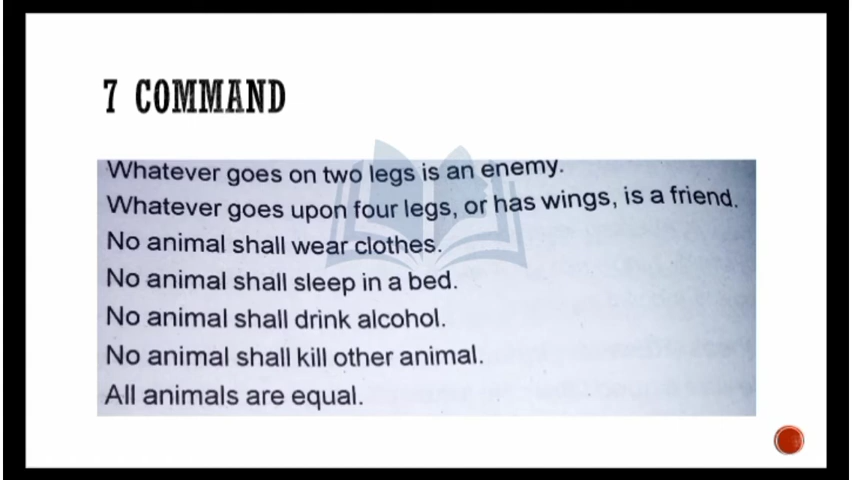 7 COMMAND
Whatever goes on two legs is an enemy.
Whatever goes upon four legs, or has wings, is a friend.
No animal shall wear clothes.
No animal shall sleep in a bed.
No animal shall drink alcohol.
No animal shall kill other animal.
All animals are equal.